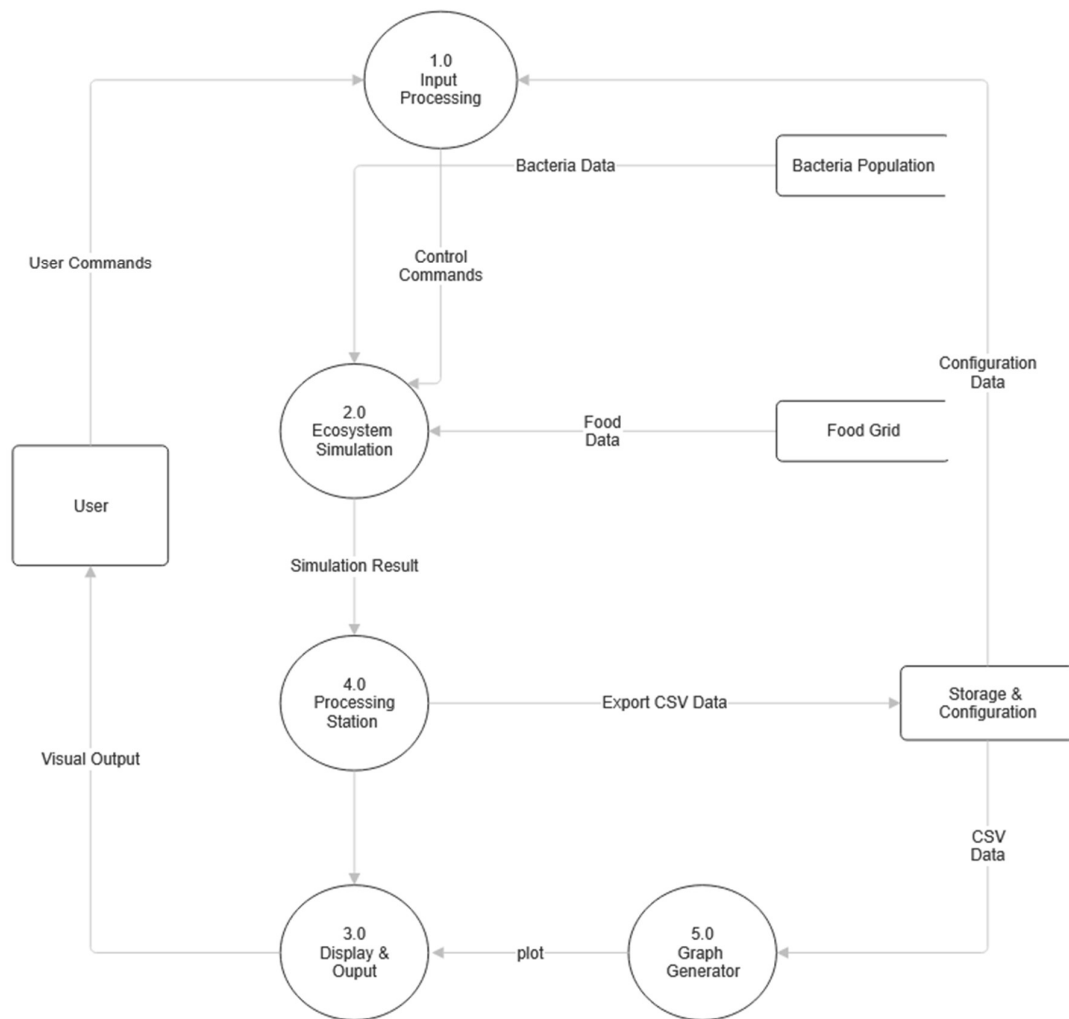 1.0
Input
Processing
Bacteria Data
Bacteria Population
User Commands
Control
Commands
Configuration
Data
2.0
Ecosystem
Simulation
Food
Data
Food Grid
User
Simulation Result
4.0
Processing
Station
Export CSV Data
Storage &
Configuration
Visual Output
CSV
Data
3.0
Display &
Ouput
plot
5.0
Graph
Generator